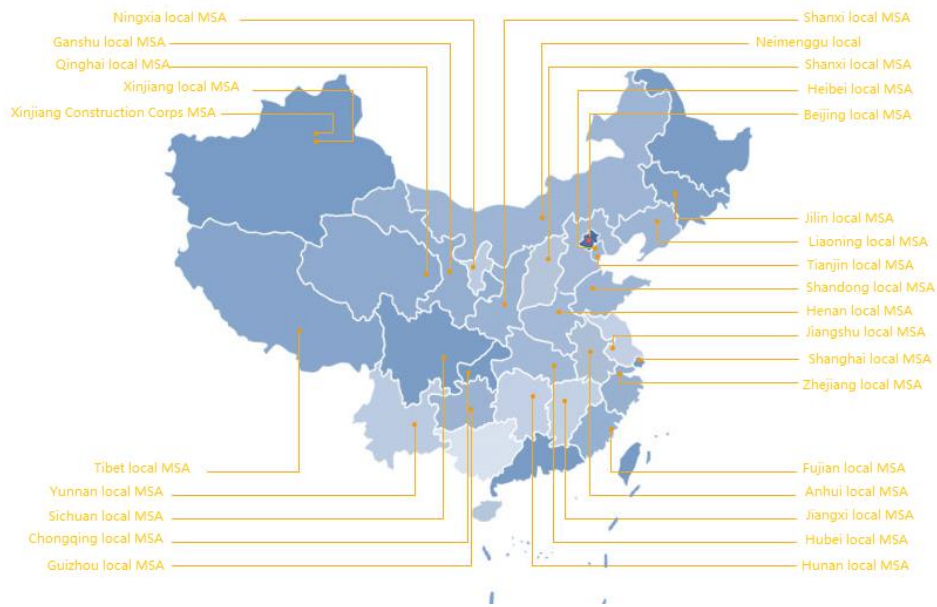 Ningxia local MSA
Ganshu local MSA
Qinghai local MSA
Xinjiang local MSA
Xinjiang Construction Corps MSA
Shanxi local MSA
Neimenggu local
Shanxi local MSA
Heibei local MSA
Beijing local MSA
Jilin local MSA
Liaoning local MSA
Tianjin local MSA
Shandong local MSA
Henan local MSA
Jiangshu local MSA
Shanghai local MSA
Zhejiang local MSA
Tibet local MSA
Yunnan local MSA
Sichuan local MSA
Chongqing local MSA
Guizhou local MSA
Fujian local MSA
Anhui local MSA
Jiangxi local MSA
Hubei local MSA
Hunan local MSA